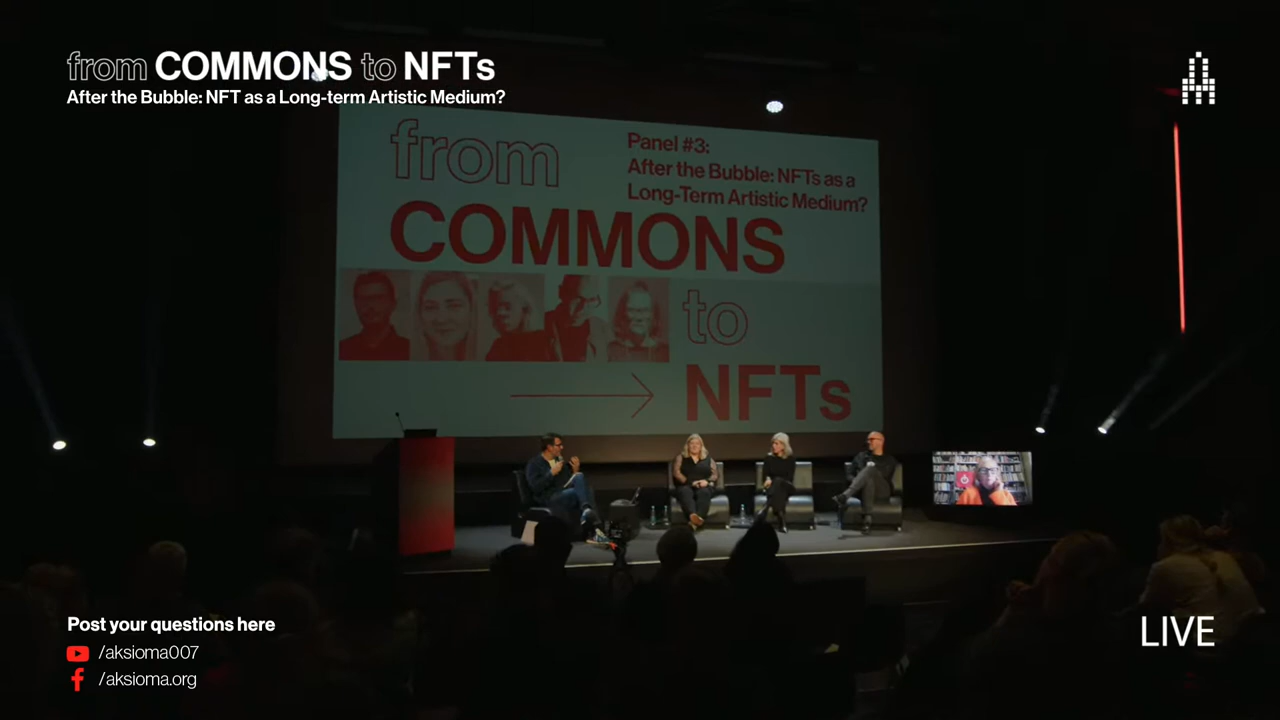 from COMMONS to NFTs
After the Bubble: NFT as a Long-term Artistic Medium?
from
Panel #3:
After the Bubble: NFTs as a
Long-Term Artistic Medium?
COMMONS
to
NFTs
Post your questions here
/aksioma007
/aksioma.org
LIVE